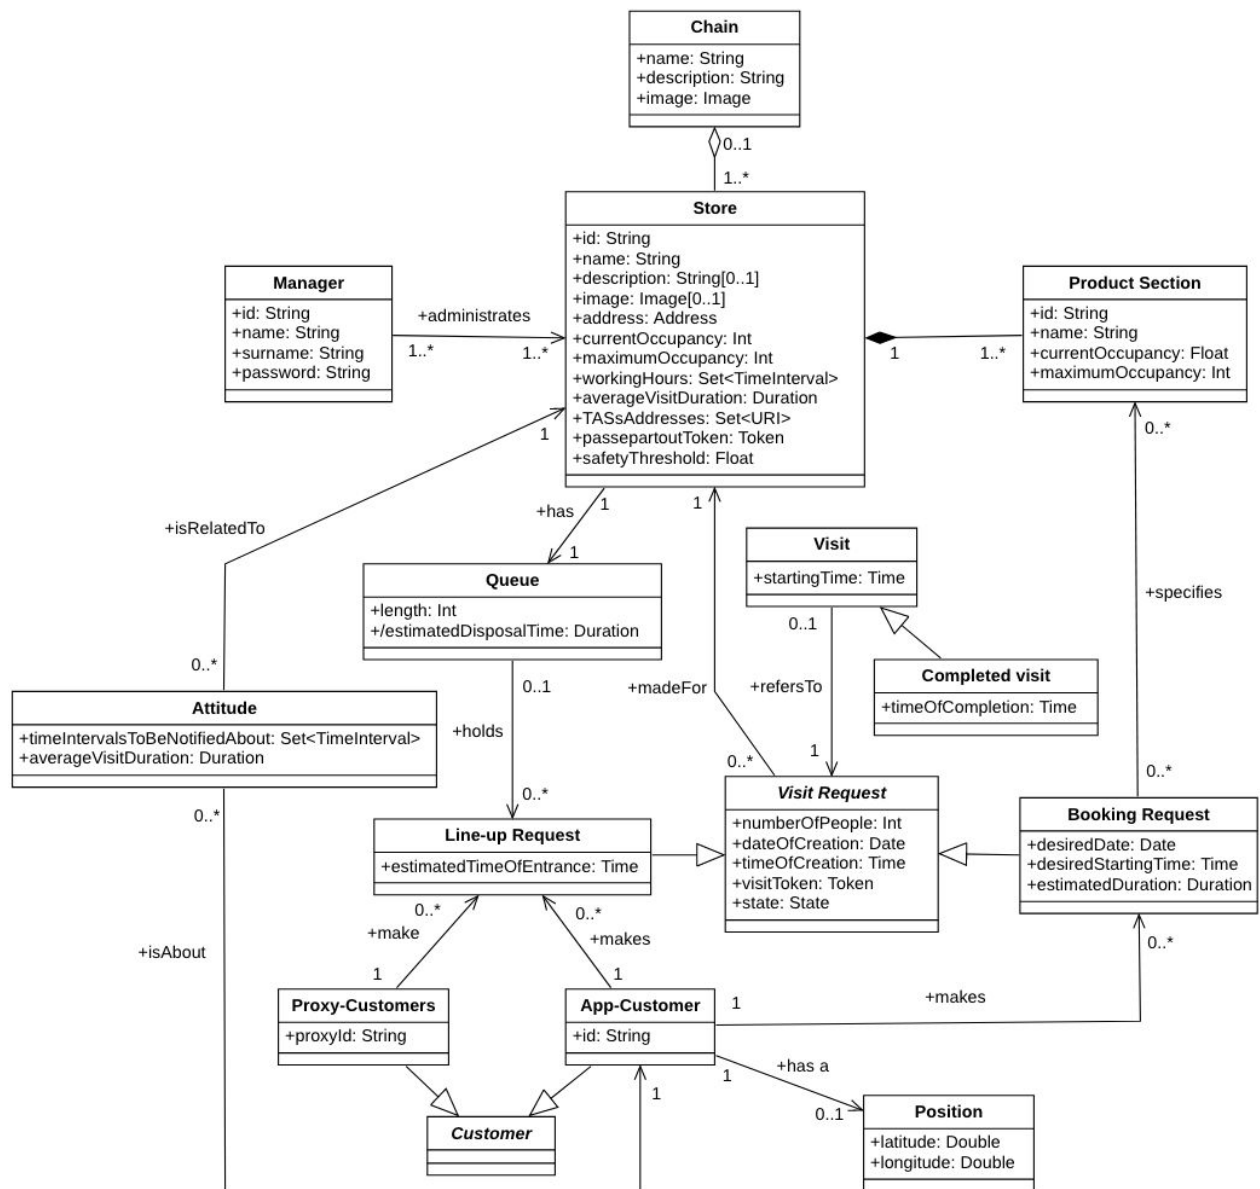 Chain
+name: String
+description: String
+image: Image
0..1
1..*
Store
+id: String
+name: String
+description: String[0..1]
+image: Image[0..1]
+address: Address
+currentOccupancy: Int
+maximumOccupancy: Int
+workingHours: Set<TimeInterval>
+averageVisitDuration: Duration
+TASsAddresses: Set<URI>
+passepartoutToken: Token
+safetyThreshold: Float
Manager
+id: String
+name: String
+surname: String
+password: String
+administrates
1..*
1..*
Product Section
+id: String
+name: String
+currentOccupancy: Float
+maximumOccupancy: Int
1
1..*
1
+isRelatedTo
0..*
+has
1
1
1
Queue
+length: Int
+/estimatedDisposalTime: Duration
Visit
+startingTime: Time
0..1
+refersTo
1
Completed visit
+timeOfCompletion: Time
0..*
+specifies
0..*
+madeFor
0..*
0..1
+holds
0..*
Attitude
+timeIntervalsToBeNotifiedAbout: Set<TimeInterval>
+averageVisitDuration: Duration
0..*
Line-up Request
+estimatedTimeOfEntrance: Time
Visit Request
+numberOfPeople: Int
+dateOfCreation: Date
+timeOfCreation: Time
+visitToken: Token
+state: State
Booking Request
+desiredDate: Date
+desiredStartingTime: Time
+estimatedDuration: Duration
0..*
+make
1
0..*
+makes
1
+isAbout
0..*
+makes
1
Proxy-Customers
+proxyId: String
App-Customer
+id: String
+has a
1
0..1
1
Customer
Position
+latitude: Double
+longitude: Double